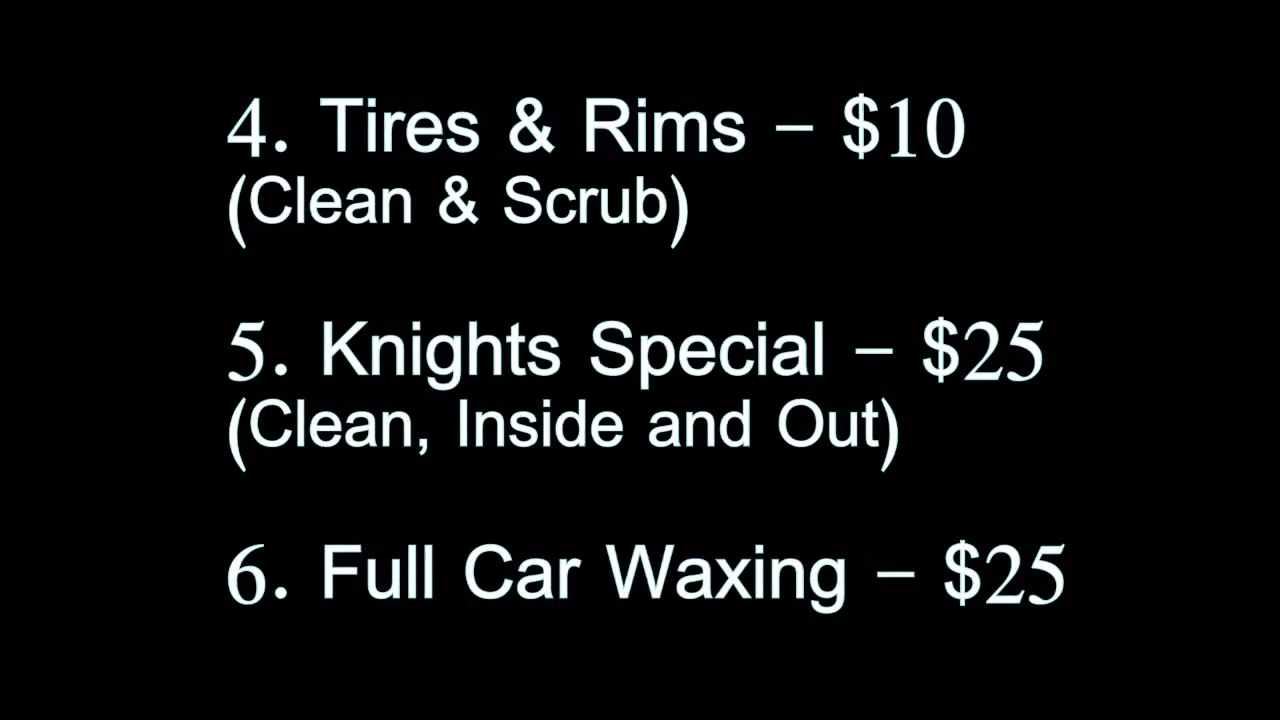 4. Tires & Rims – $10
(Clean & Scrub)
5. Knights Special – $25
(Clean, Inside and Out)
6. Full Car Waxing – $25